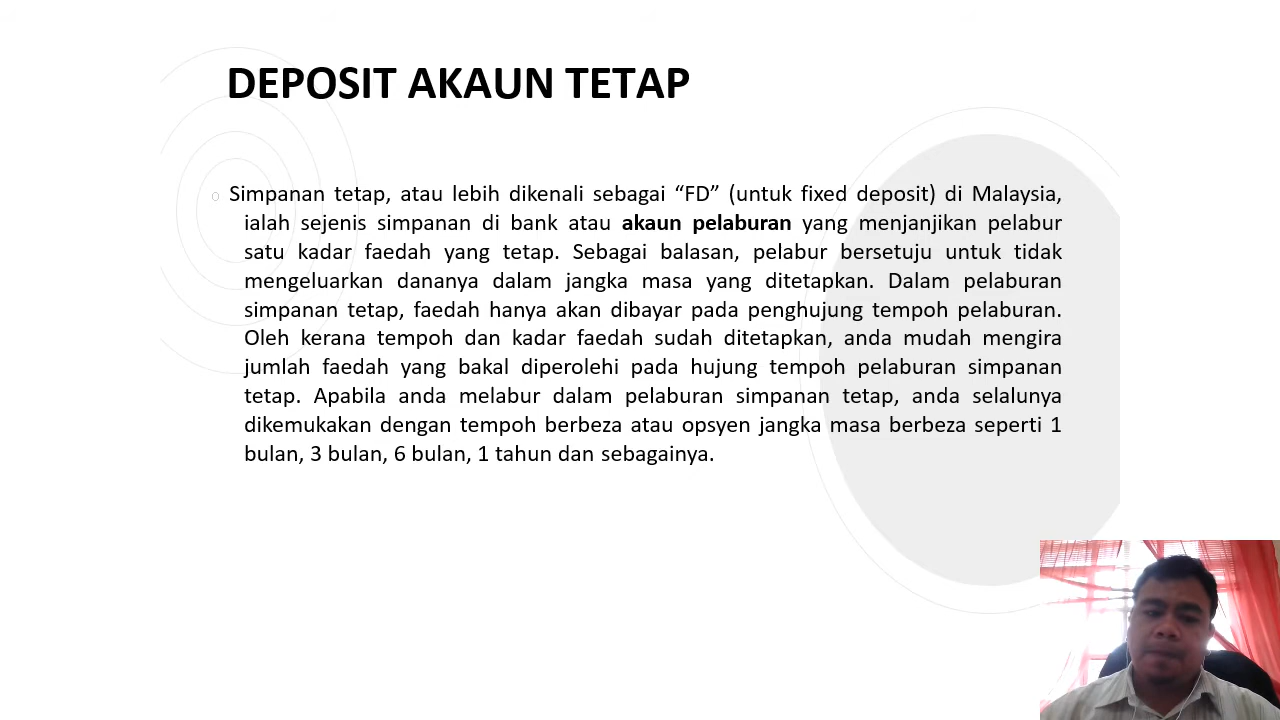 DEPOSIT AKAUN TETAP
Simpanan tetap, atau lebih dikenali sebagai “FD” (untuk fixed deposit) di Malaysia,
ialah sejenis simpanan di bank atau akaun pelaburan yang menjanjikan pelabur
satu kadar faedah yang tetap. Sebagai balasan, pelabur bersetuju untuk tidak
mengeluarkan dananya dalam jangka masa yang ditetapkan. Dalam pelaburan
simpanan tetap, faedah hanya akan dibayar pada penghujung tempoh pelaburan.
Oleh kerana tempoh dan kadar faedah sudah ditetapkan, anda mudah mengira
jumlah faedah yang bakal diperolehi pada hujung tempoh pelaburan simpanan
tetap. Apabila anda melabur dalam pelaburan simpanan tetap, anda selalunya
dikemukakan dengan tempoh berbeza atau opsyen jangka masa berbeza seperti 1
bulan, 3 bulan, 6 bulan, 1 tahun dan sebagainya.